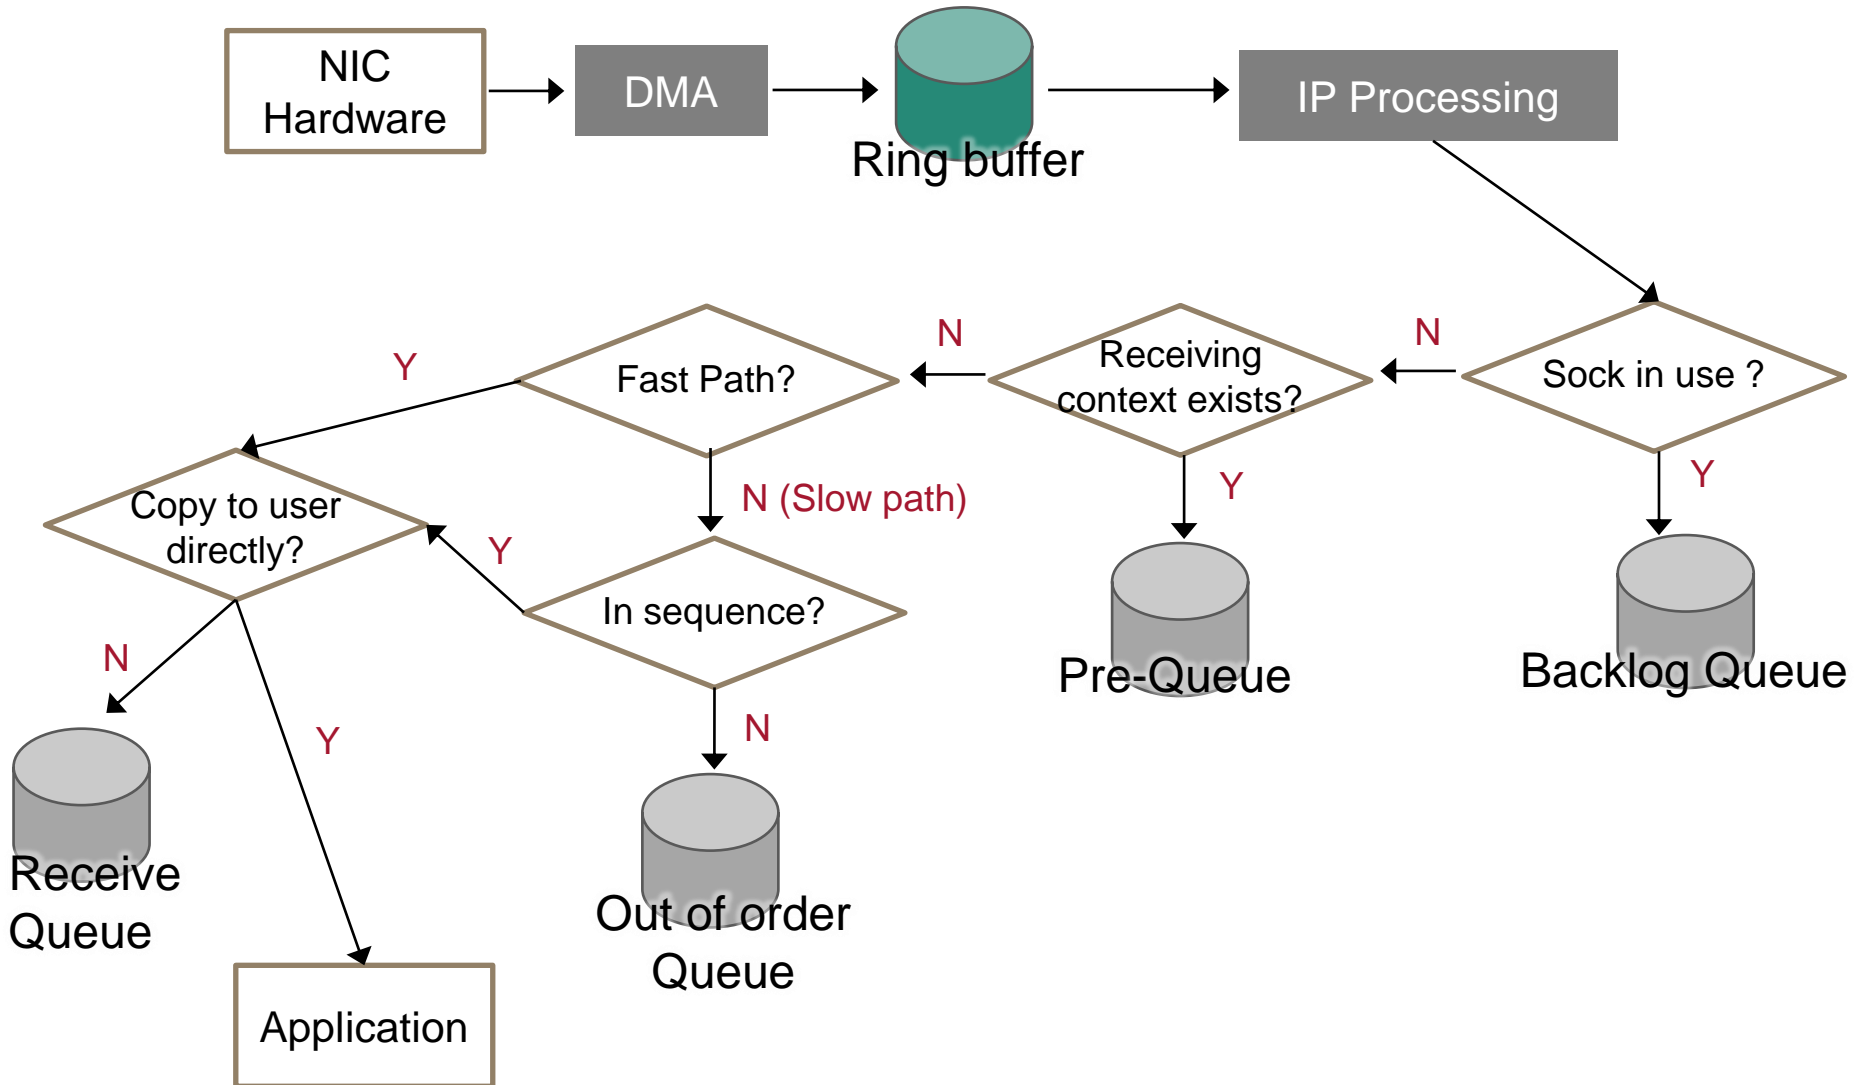 NIC
Hardware
DMA
Ring buffer
IP Processing
Sock in use ?
N
Y
Backlog Queue
Receiving
context exists?
N
Y
Pre-Queue
Fast Path?
Y
N (Slow path)
In sequence?
Y
N
Out of order
Queue
Copy to user
directly?
N
Y
Receive
Queue
Application